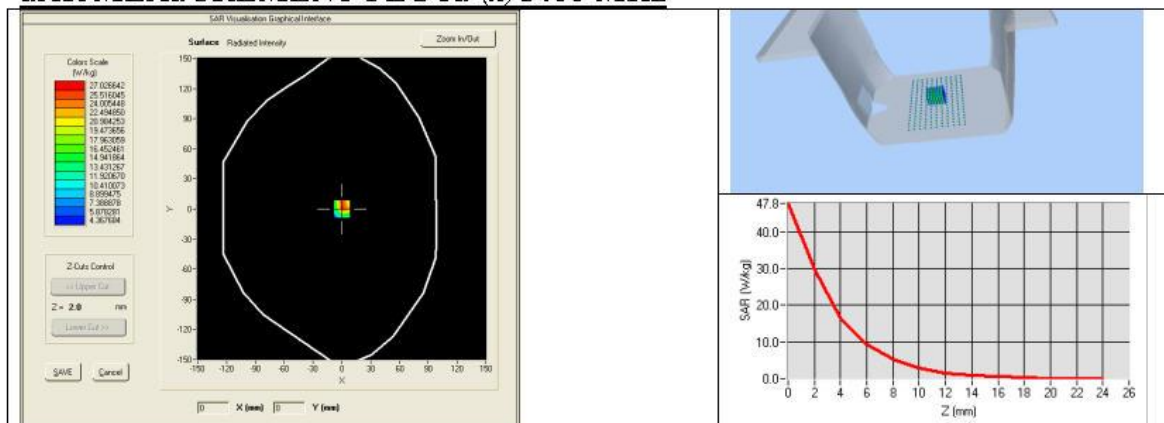 SAR Visualisation Graphical Interface
Surface Radiated Intensity
Zoom In/Out
Colors Scale
(W/kg)
27.026642
25.516045
24.005448
22.494850
20.984253
19.473656
17.963059
16.452461
14.941864
13.431267
11.920670
10.410073
8.899475
7.388878
5.878281
4.367684
Z-Cuts Control
<< Upper Cut
Z = 2.0 mm
Lower Cut >>
SAVE Cancel
150
120
90
60
30
0
-30
-60
-90
-120
-150
Y
-150 -120 -90 -60 -30 0 30 60 90 120 150
X
0 X (mm) 0 Y (mm)
47.8
40.0
30.0
20.0
10.0
0.0
SAR (W/kg)
0 2 4 6 8 10 12 14 16 18 20 22 24 26
Z (mm)